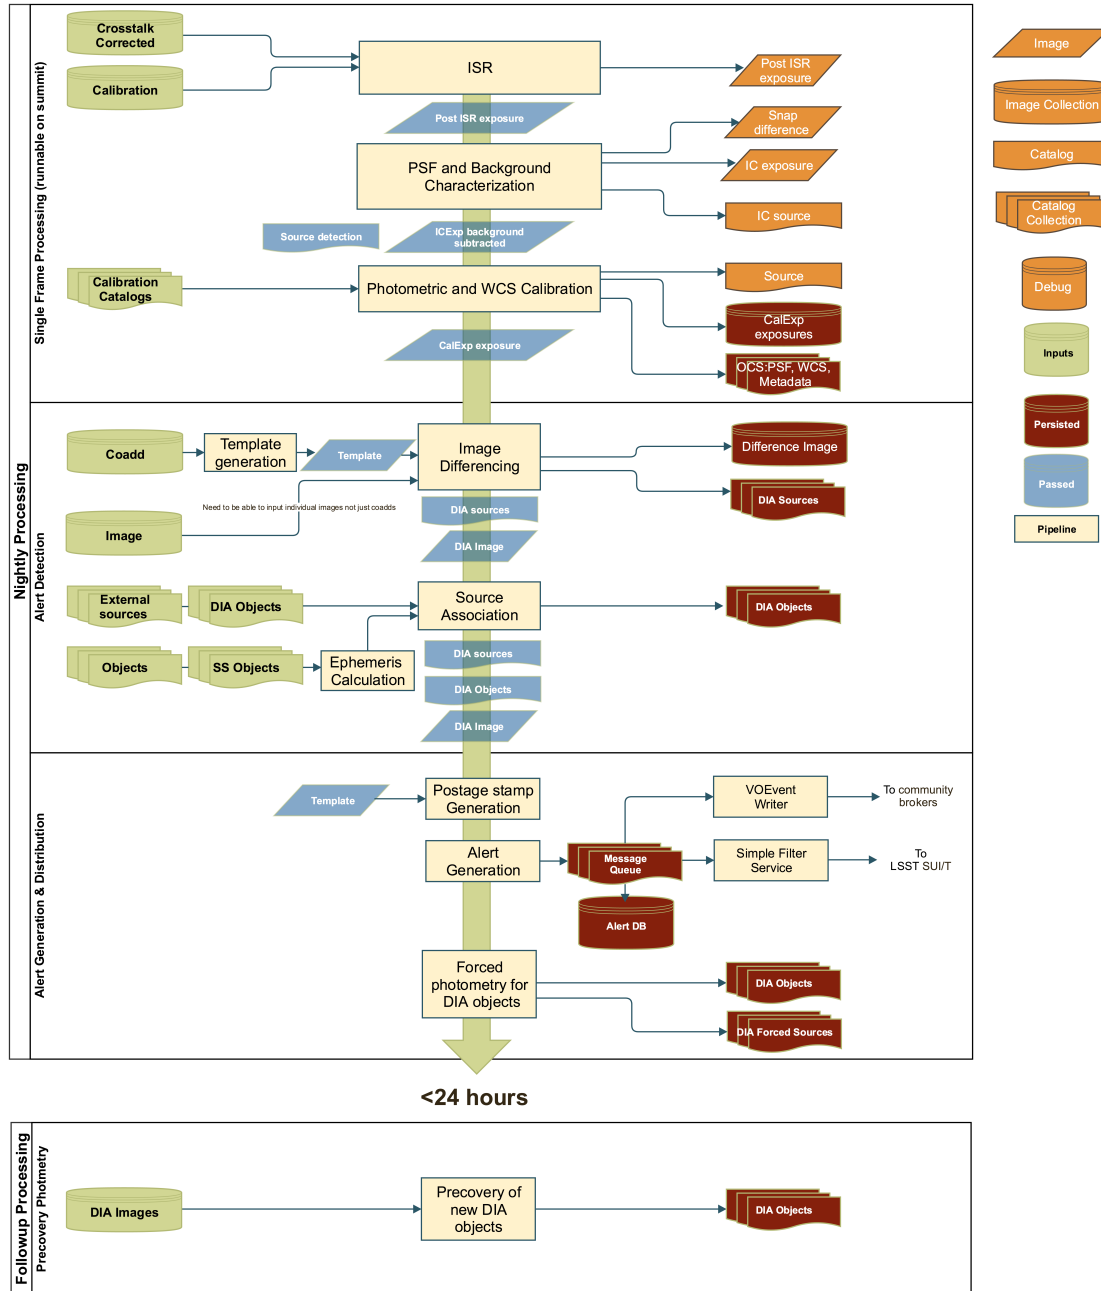 Nightly Processing
Single Frame Processing (runnable on summit)
Crosstalk
Corrected
Calibration
ISR
Post ISR
exposure
Post ISR exposure
PSF and Background
Characterization
Snap
difference
IC exposure
IC source
Source detection
ICExp background
subtracted
Calibration
Catalogs
Photometric and WCS Calibration
Source
CalExp
exposures
OCS:PSF, WCS,
Metadata
CalExp exposure
Alert Detection
Coadd
Template
generation
Template
Image
Differencing
Difference Image
DIA Sources
Need to be able to input individual images not just coadds
Image
DIA sources
DIA Image
External
sources
DIA Objects
Source
Association
DIA Objects
Objects
SS Objects
Ephemeris
Calculation
DIA sources
DIA Objects
DIA Image
Alert Generation & Distribution
Template
Postage stamp
Generation
VOEvent
Writer
To community
brokers
Alert
Generation
Message
Queue
Simple Filter
Service
To
LSST SUI/T
Alert DB
Forced
photometry for
DIA objects
DIA Objects
DIA Forced Sources
<24 hours
Followup Processing
Precovery Photmetry
DIA Images
Precovery of
new DIA
objects
DIA Objects
Image
Image Collection
Catalog
Catalog
Collection
Debug
Inputs
Persisted
Passed
Pipeline